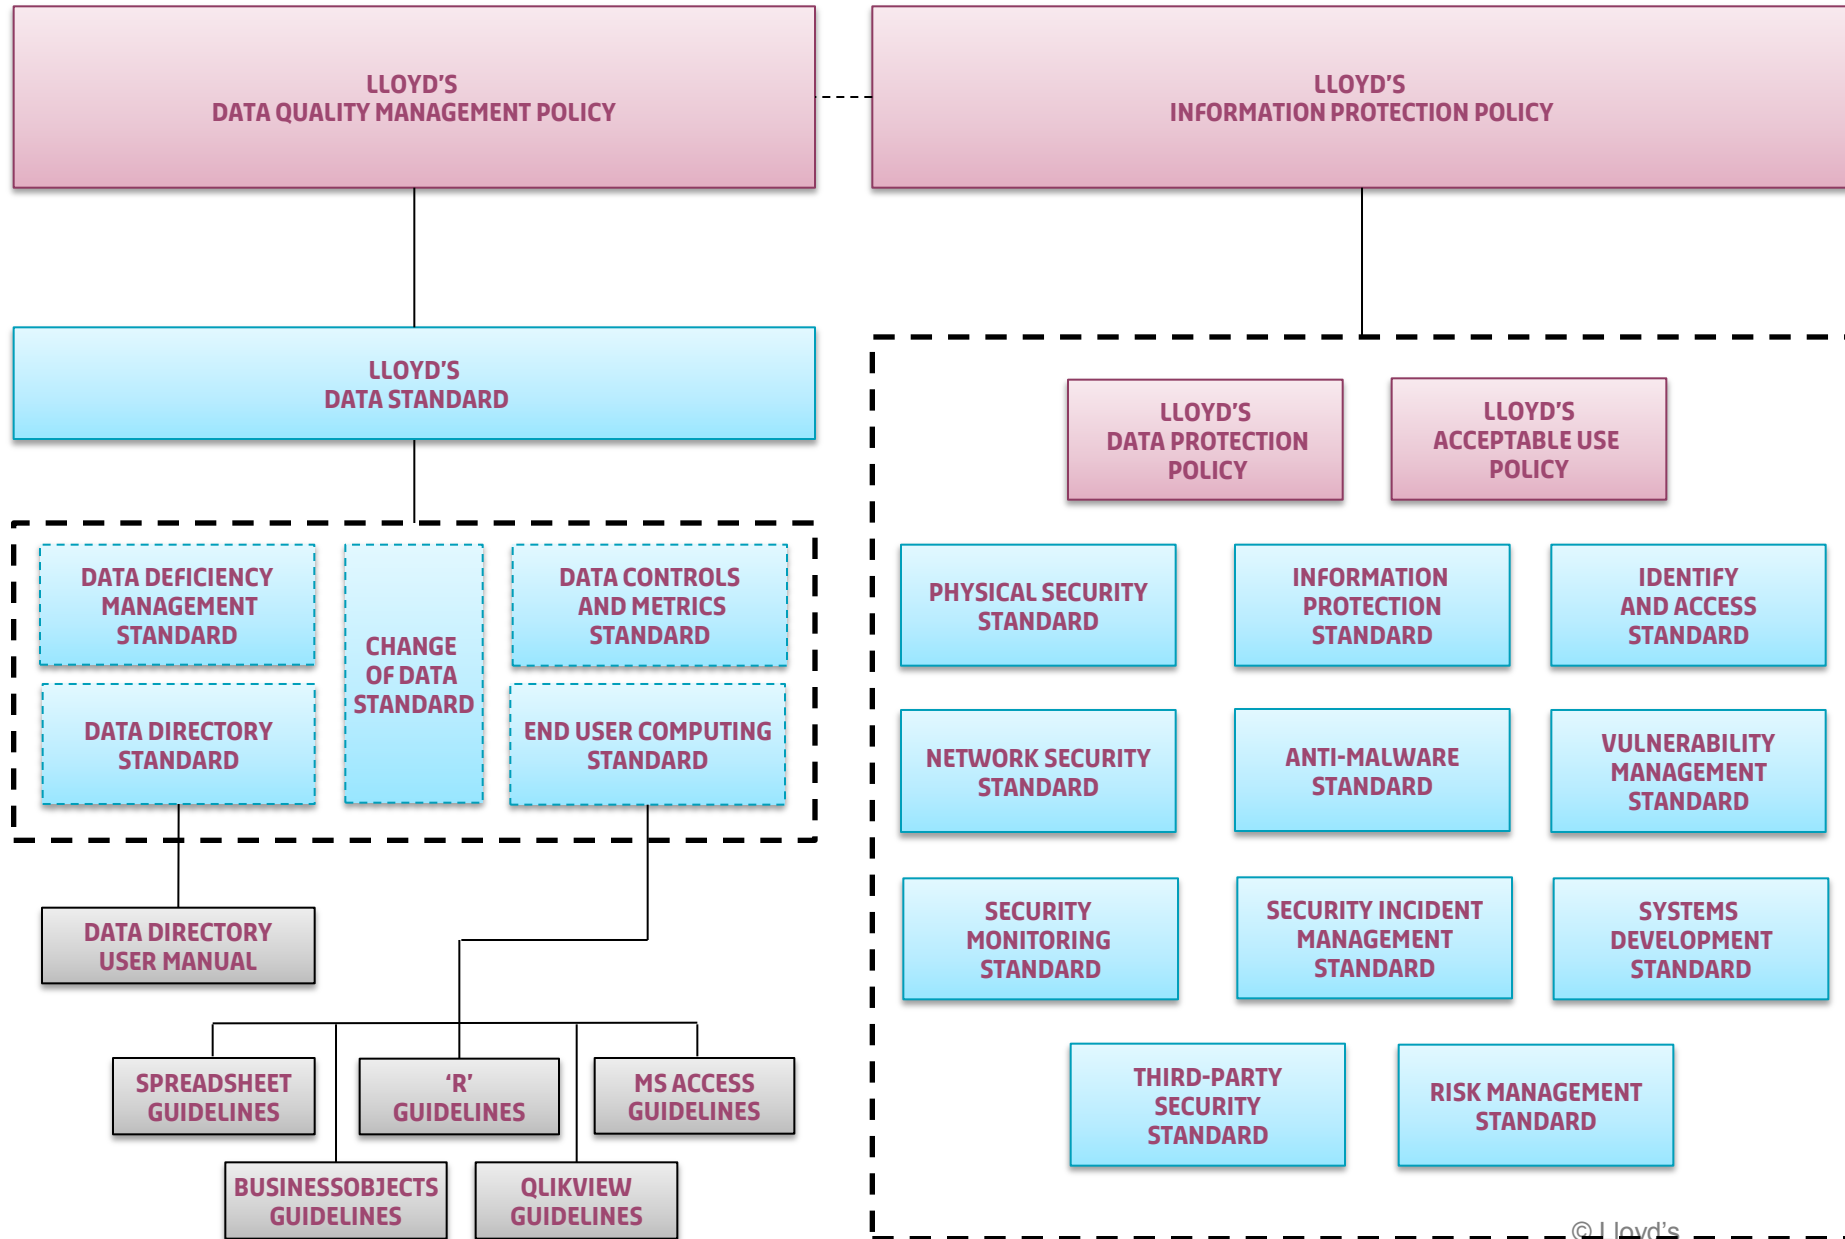 LLOYD'S
DATA QUALITY MANAGEMENT POLICY
LLOYD'S
INFORMATION PROTECTION POLICY
LLOYD'S
DATA STANDARD
LLOYD'S
DATA PROTECTION
POLICY
LLOYD'S
ACCEPTABLE USE
POLICY
DATA DEFICIENCY
MANAGEMENT
STANDARD
CHANGE
OF DATA
STANDARD
DATA CONTROLS
AND METRICS
STANDARD
DATA DIRECTORY
STANDARD
END USER COMPUTING
STANDARD
PHYSICAL SECURITY
STANDARD
INFORMATION
PROTECTION
STANDARD
IDENTIFY
AND ACCESS
STANDARD
NETWORK SECURITY
STANDARD
ANTI-MALWARE
STANDARD
VULNERABILITY
MANAGEMENT
STANDARD
DATA DIRECTORY
USER MANUAL
SECURITY
MONITORING
STANDARD
SECURITY INCIDENT
MANAGEMENT
STANDARD
SYSTEMS
DEVELOPMENT
STANDARD
SPREADSHEET
GUIDELINES
‘R’
GUIDELINES
MS ACCESS
GUIDELINES
BUSINESSOBJECTS
GUIDELINES
QLIKVIEW
GUIDELINES
THIRD-PARTY
SECURITY
STANDARD
RISK MANAGEMENT
STANDARD
© Lloyd's